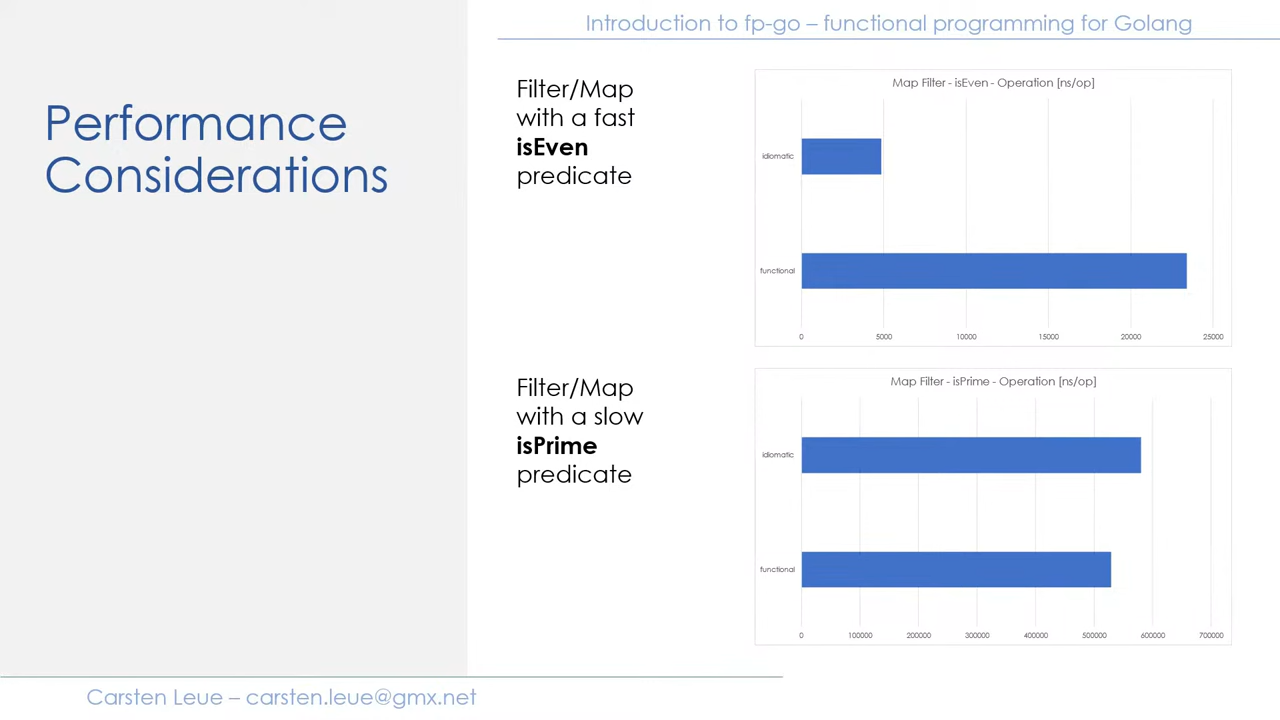 Introduction to fp-go – functional programming for Golang
Performance
Considerations
Filter/Map
with a fast
isEven
predicate
Map Filter - isEven - Operation [ns/op]
idiomatic
functional
0 5000 10000 15000 20000 25000
Filter/Map
with a slow
isPrime
predicate
Map Filter - isPrime - Operation [ns/op]
idiomatic
functional
0 100000 200000 300000 400000 500000 600000 700000
Carsten Leue – carsten.leue@gmx.net